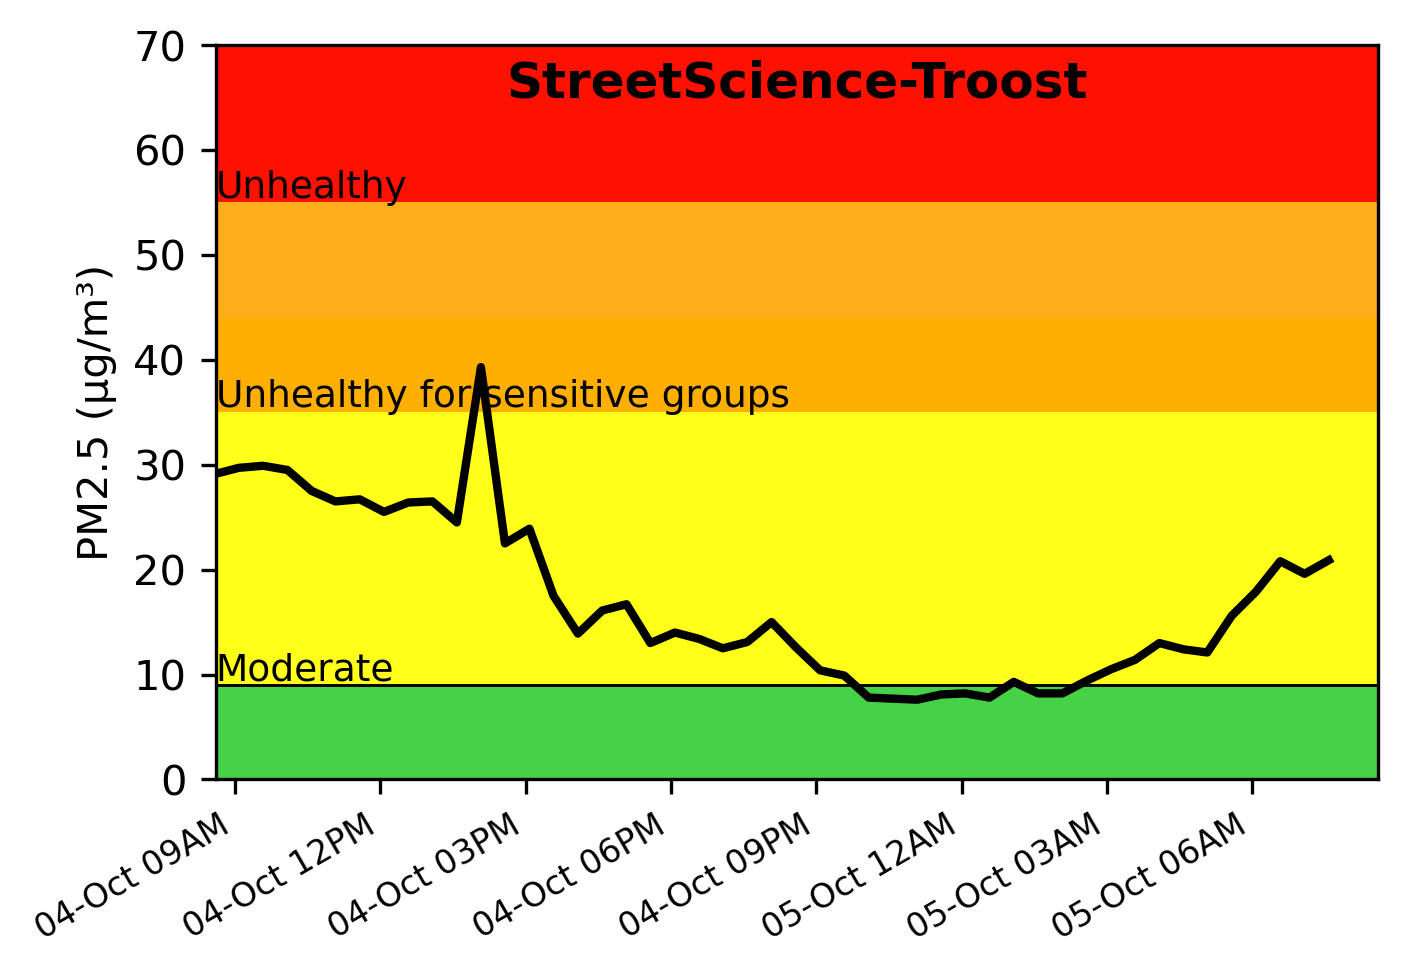 StreetScience-Troost
PM2.5 (µg/m³)
70
60
50
40
30
20
10
0
Unhealthy
Unhealthy for sensitive groups
Moderate
04-Oct 09AM
04-Oct 12PM
04-Oct 03PM
04-Oct 06PM
04-Oct 09PM
05-Oct 12AM
05-Oct 03AM
05-Oct 06AM